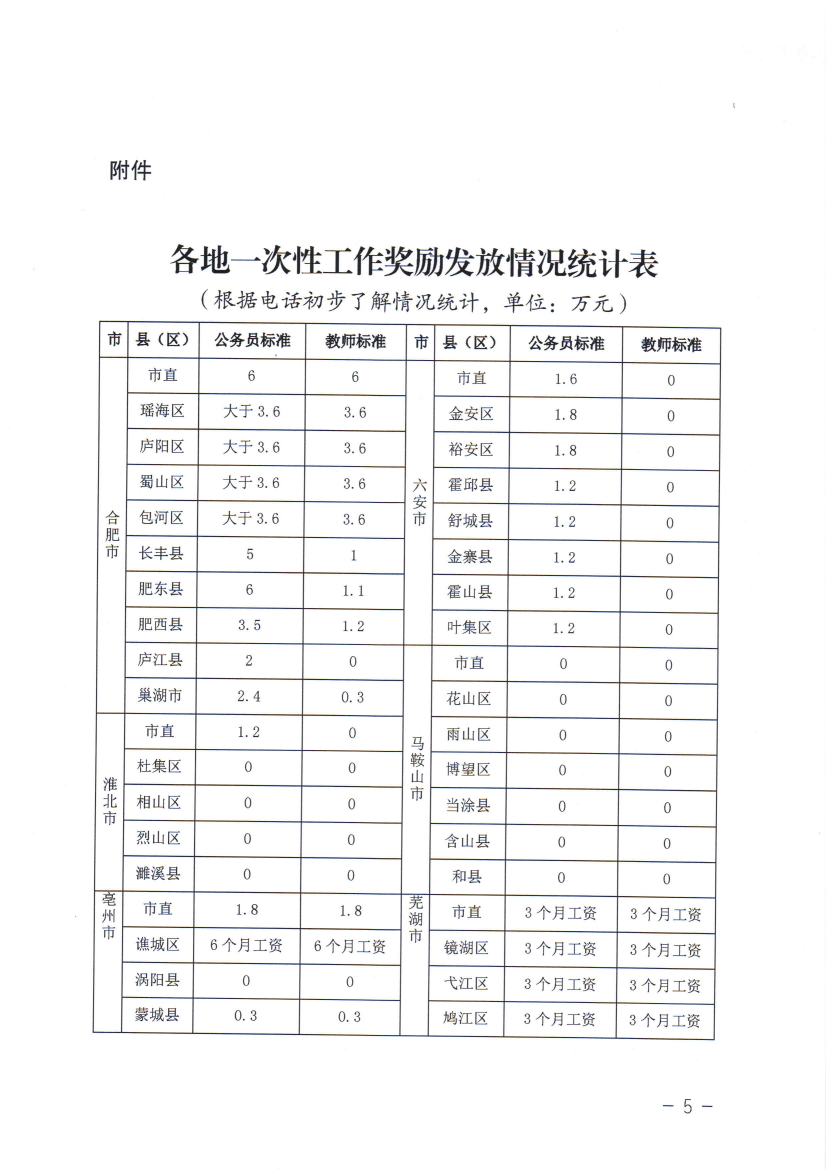 附件
各地一次性工作奖励发放情况统计表
（根据电话初步了解情况统计，单位：万元）
市 县（区） 公务员标准 教师标准 市 县（区） 公务员标准 教师标准
合肥市 市直 6 6 六安市 市直 1.6 0
瑶海区 大于3.6 3.6 金安区 1.8 0
庐阳区 大于3.6 3.6 裕安区 1.8 0
蜀山区 大于3.6 3.6 霍邱县 1.2 0
包河区 大于3.6 3.6 舒城县 1.2 0
长丰县 5 1 金寨县 1.2 0
肥东县 6 1.1 霍山县 1.2 0
肥西县 3.5 1.2 叶集区 1.2 0
庐江县 2 0 马鞍山市 市直 0 0
巢湖市 2.4 0.3 花山区 0 0
淮北市 市直 1.2 0 雨山区 0 0
杜集区 0 0 博望区 0 0
相山区 0 0 当涂县 0 0
烈山区 0 0 含山县 0 0
濉溪县 0 0 和县 0 0
亳州市 市直 1.8 1.8 芜湖市 市直 3个月工资 3个月工资
谯城区 6个月工资 6个月工资 镜湖区 3个月工资 3个月工资
涡阳县 0 0 弋江区 3个月工资 3个月工资
蒙城县 0.3 0.3 鸠江区 3个月工资 3个月工资
- 5 -